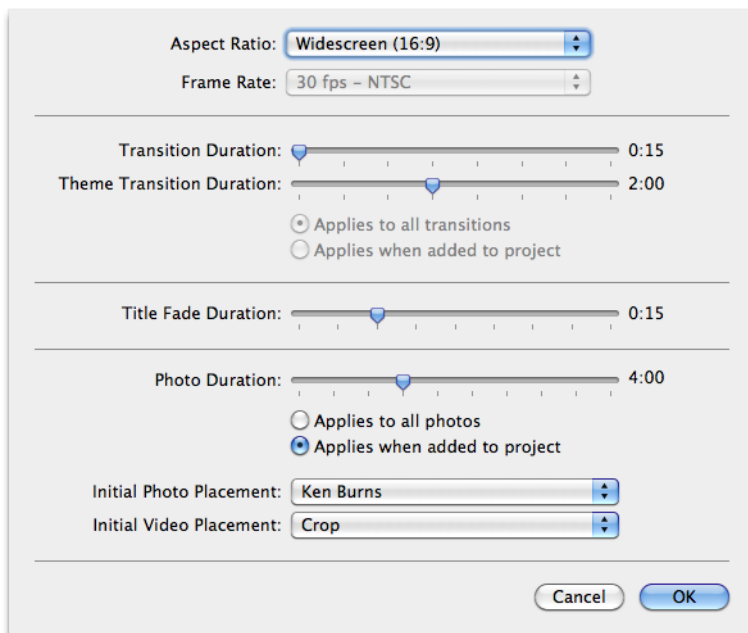 Aspect Ratio: Widescreen (16:9)
Frame Rate: 30 fps – NTSC
Transition Duration: 0:15
Theme Transition Duration: 2:00
Applies to all transitions
Applies when added to project
Title Fade Duration: 0:15
Photo Duration: 4:00
Applies to all photos
Applies when added to project
Initial Photo Placement: Ken Burns
Initial Video Placement: Crop
Cancel OK